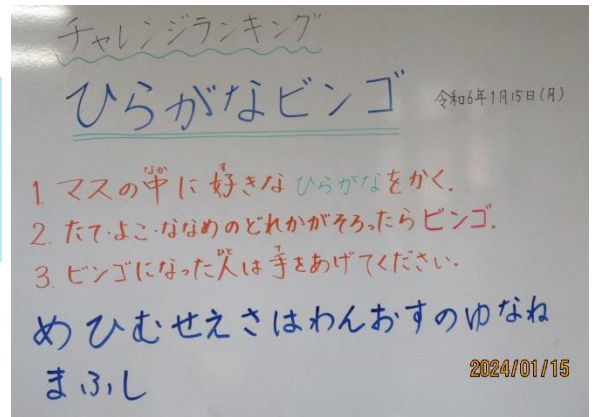 チャレンジランキング
ひらがなビンゴ
令和6年1月15日(月)
1 マスの中に好きなひらがなをかく.
2. たて・よこ・ななめのどれかがそろったらビンゴ.
3. ビンゴになった人は手をあげてください.
めひむせえさはわんおすのゆなね
まふし
2024/01/15